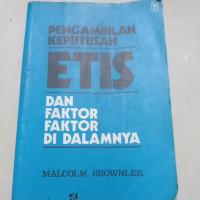 PENGAMBILAN
KEPUTUSAN
ETIS
DAN
FAKTOR
FAKTOR
DI DALAMNYA
MALCOLM BROWNLEE